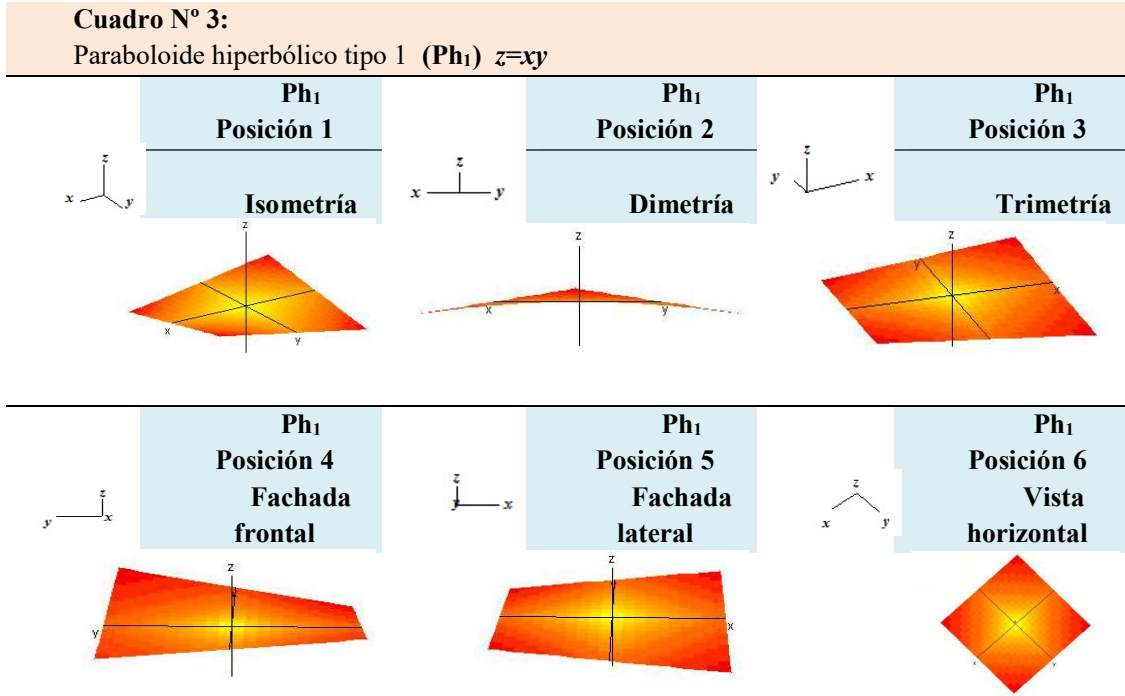 Cuadro Nº 3:
Paraboloide hiperbólico tipo 1 (Ph₁) z=xy
Ph₁
Posición 1
z
x
y
Isometría
z
x
y
Ph₁
Posición 2
z
x
y
Dimetría
z
x
y
Ph₁
Posición 3
z
y
x
Trimetría
z
y
x
Ph₁
Posición 4
Fachada
frontal
z
y
x
z
y
Ph₁
Posición 5
Fachada
lateral
z
y
x
z
x
Ph₁
Posición 6
Vista
horizontal
z
x
y
x
y